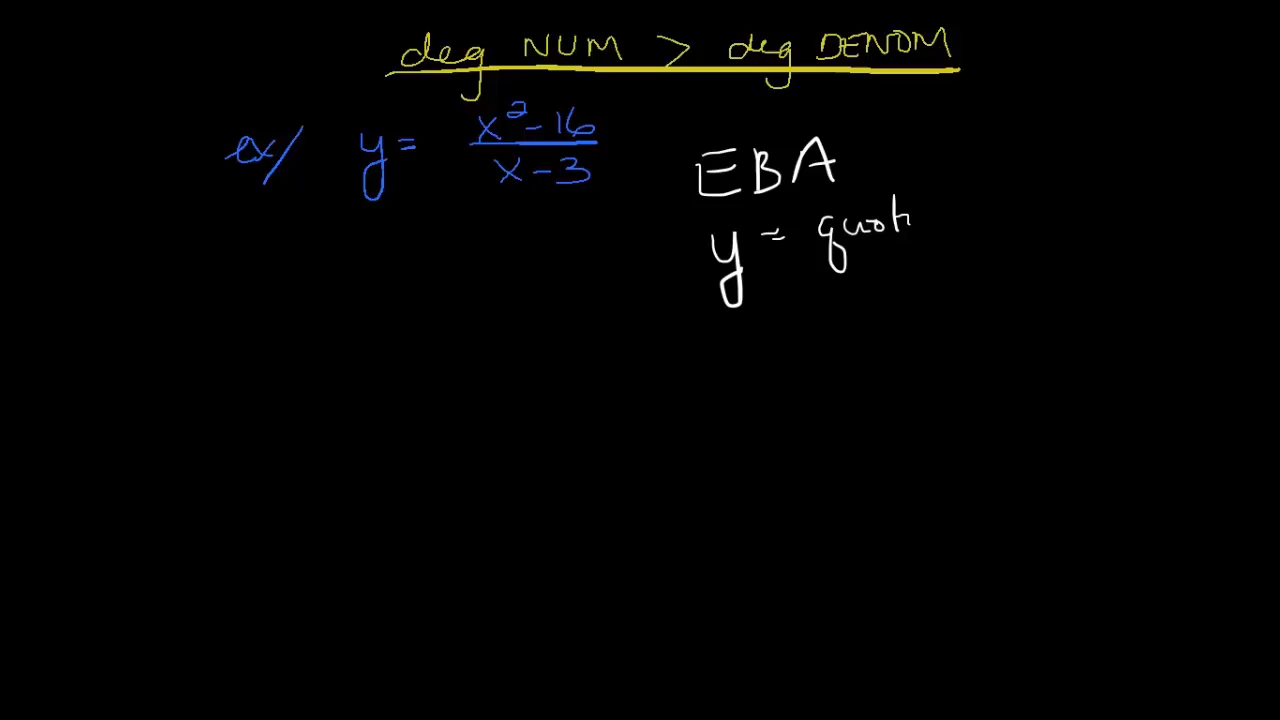 deg NUM > deg DENOM
ex/ y = x² - 16 / x - 3
EBA
y = quot